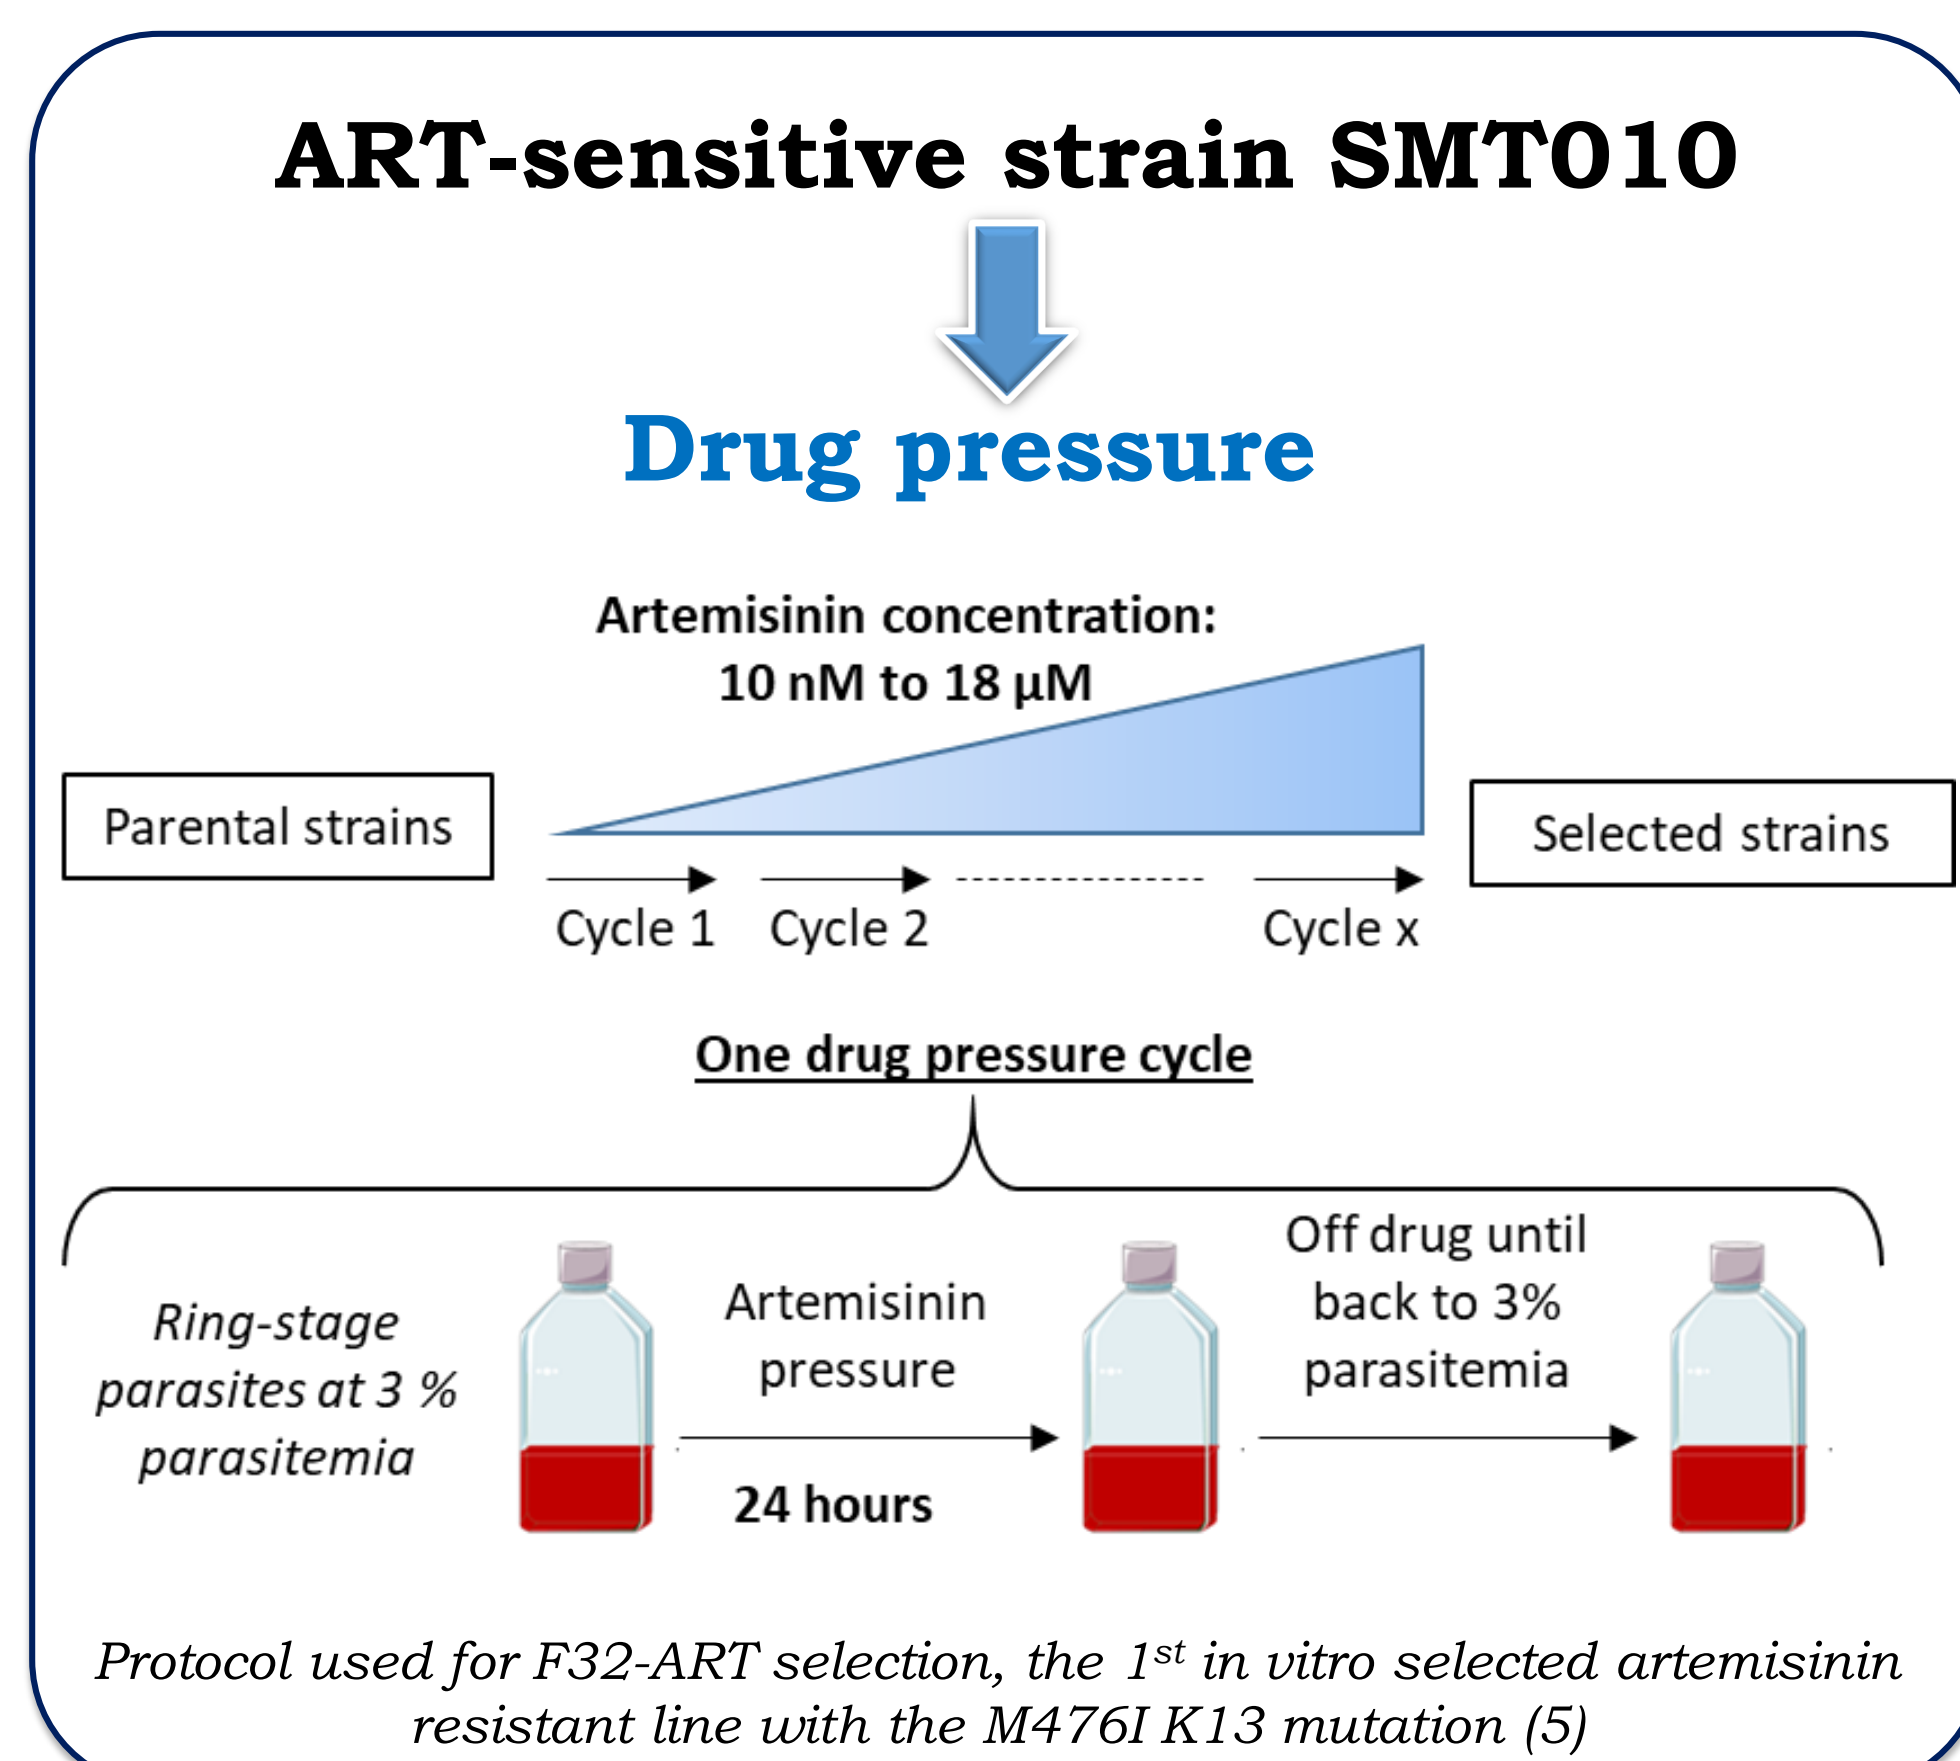 ART-sensitive strain SMT010
Drug pressure
Artemisinin concentration:
10 nM to 18 µM
Parental strains
Selected strains
Cycle 1
Cycle 2
Cycle x
One drug pressure cycle
Ring-stage
parasites at 3 %
parasitemia
Artemisinin
pressure
24 hours
Off drug until
back to 3%
parasitemia
Protocol used for F32-ART selection, the 1st in vitro selected artemisinin
resistant line with the M476I K13 mutation (5)